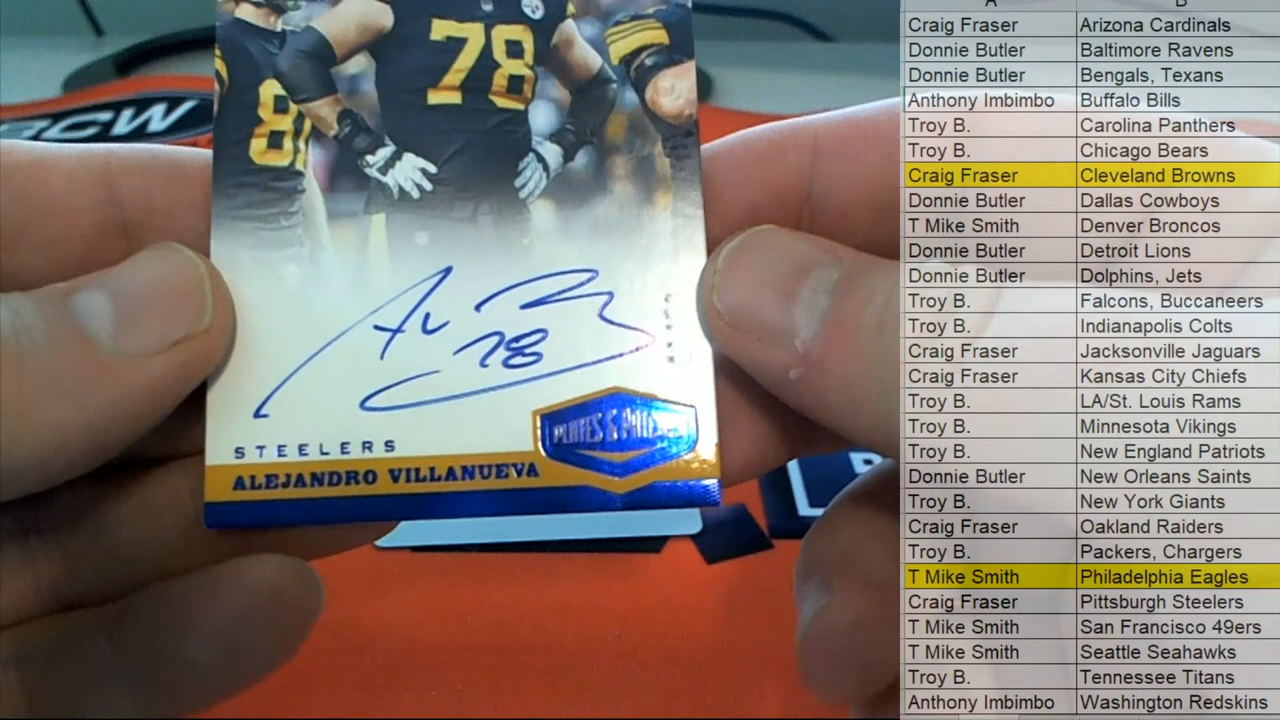 A B
Craig Fraser Arizona Cardinals
Donnie Butler Baltimore Ravens
Donnie Butler Bengals, Texans
Anthony Imbimbo Buffalo Bills
Troy B. Carolina Panthers
Troy B. Chicago Bears
Craig Fraser Cleveland Browns
Donnie Butler Dallas Cowboys
T Mike Smith Denver Broncos
Donnie Butler Detroit Lions
Donnie Butler Dolphins, Jets
Troy B. Falcons, Buccaneers
Troy B. Indianapolis Colts
Craig Fraser Jacksonville Jaguars
Craig Fraser Kansas City Chiefs
Troy B. LA/St. Louis Rams
Troy B. Minnesota Vikings
Troy B. New England Patriots
Donnie Butler New Orleans Saints
Troy B. New York Giants
Craig Fraser Oakland Raiders
Troy B. Packers, Chargers
T Mike Smith Philadelphia Eagles
Craig Fraser Pittsburgh Steelers
T Mike Smith San Francisco 49ers
T Mike Smith Seattle Seahawks
Troy B. Tennessee Titans
Anthony Imbimbo Washington Redskins
BCW
78
78
STEELERS
ALEJANDRO VILLANUEVA
PLATES & PATCHES